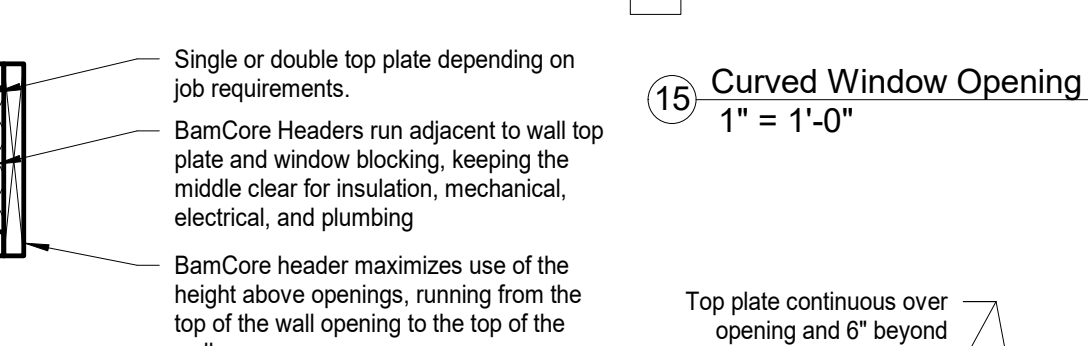 Single or double top plate depending on
job requirements.
BamCore Headers run adjacent to wall top
plate and window blocking, keeping the
middle clear for insulation, mechanical,
electrical, and plumbing
BamCore header maximizes use of the
height above openings, running from the
top of the wall opening to the top of the
15 Curved Window Opening
1" = 1'-0"
Top plate continuous over
opening and 6" beyond